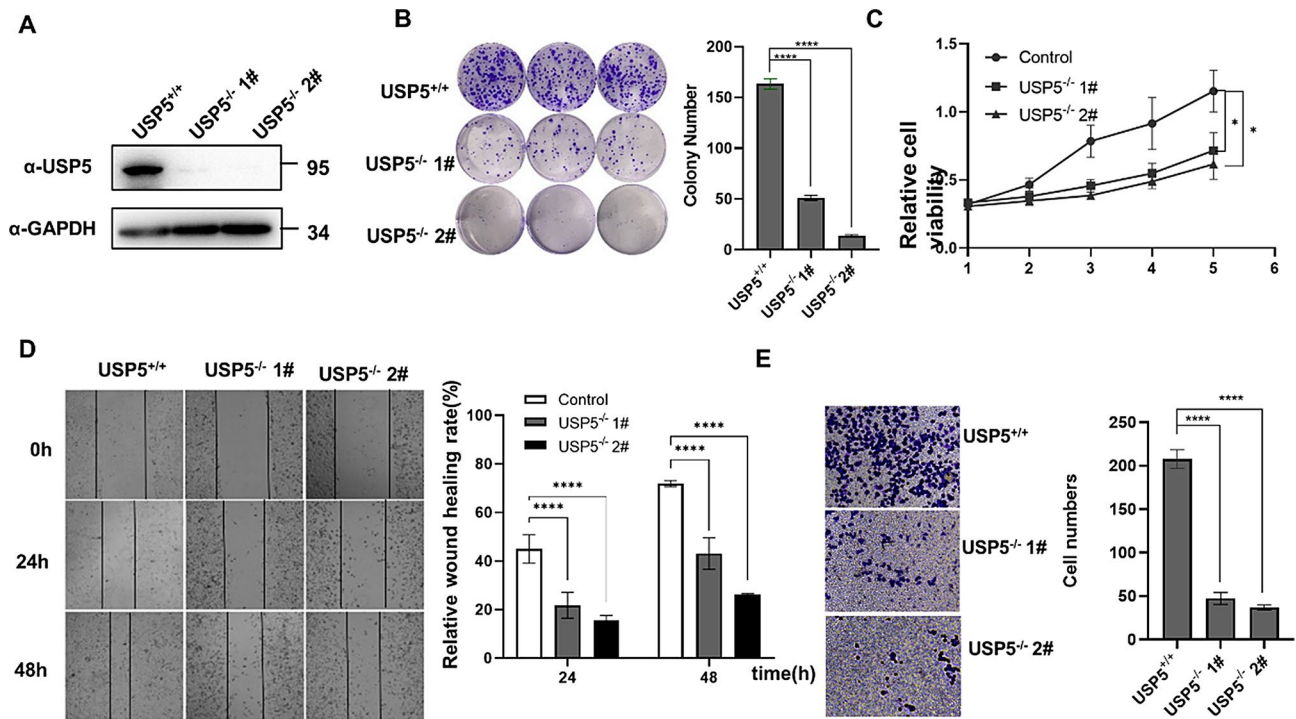 A
USP5+/+
USP5-/- 1#
USP5-/- 2#
α-USP5
95
α-GAPDH
34
B
USP5+/+
USP5-/- 1#
USP5-/- 2#
Colony Number
200
150
100
50
0
****
****
USP5+/+
USP5-/- 1#
USP5-/- 2#
C
Relative cell
viability
1.5
1.0
0.5
0.0
Control
USP5-/- 1#
USP5-/- 2#
*
*
1 2 3 4 5 6
D
USP5+/+ USP5-/- 1# USP5-/- 2#
0h
24h
48h
Relative wound healing rate(%)
100
80
60
40
20
0
Control
USP5-/- 1#
USP5-/- 2#
****
****
****
****
24 48 time(h)
E
USP5+/+
USP5-/- 1#
USP5-/- 2#
Cell numbers
250
200
150
100
50
0
****
****
USP5+/+
USP5-/- 1#
USP5-/- 2#